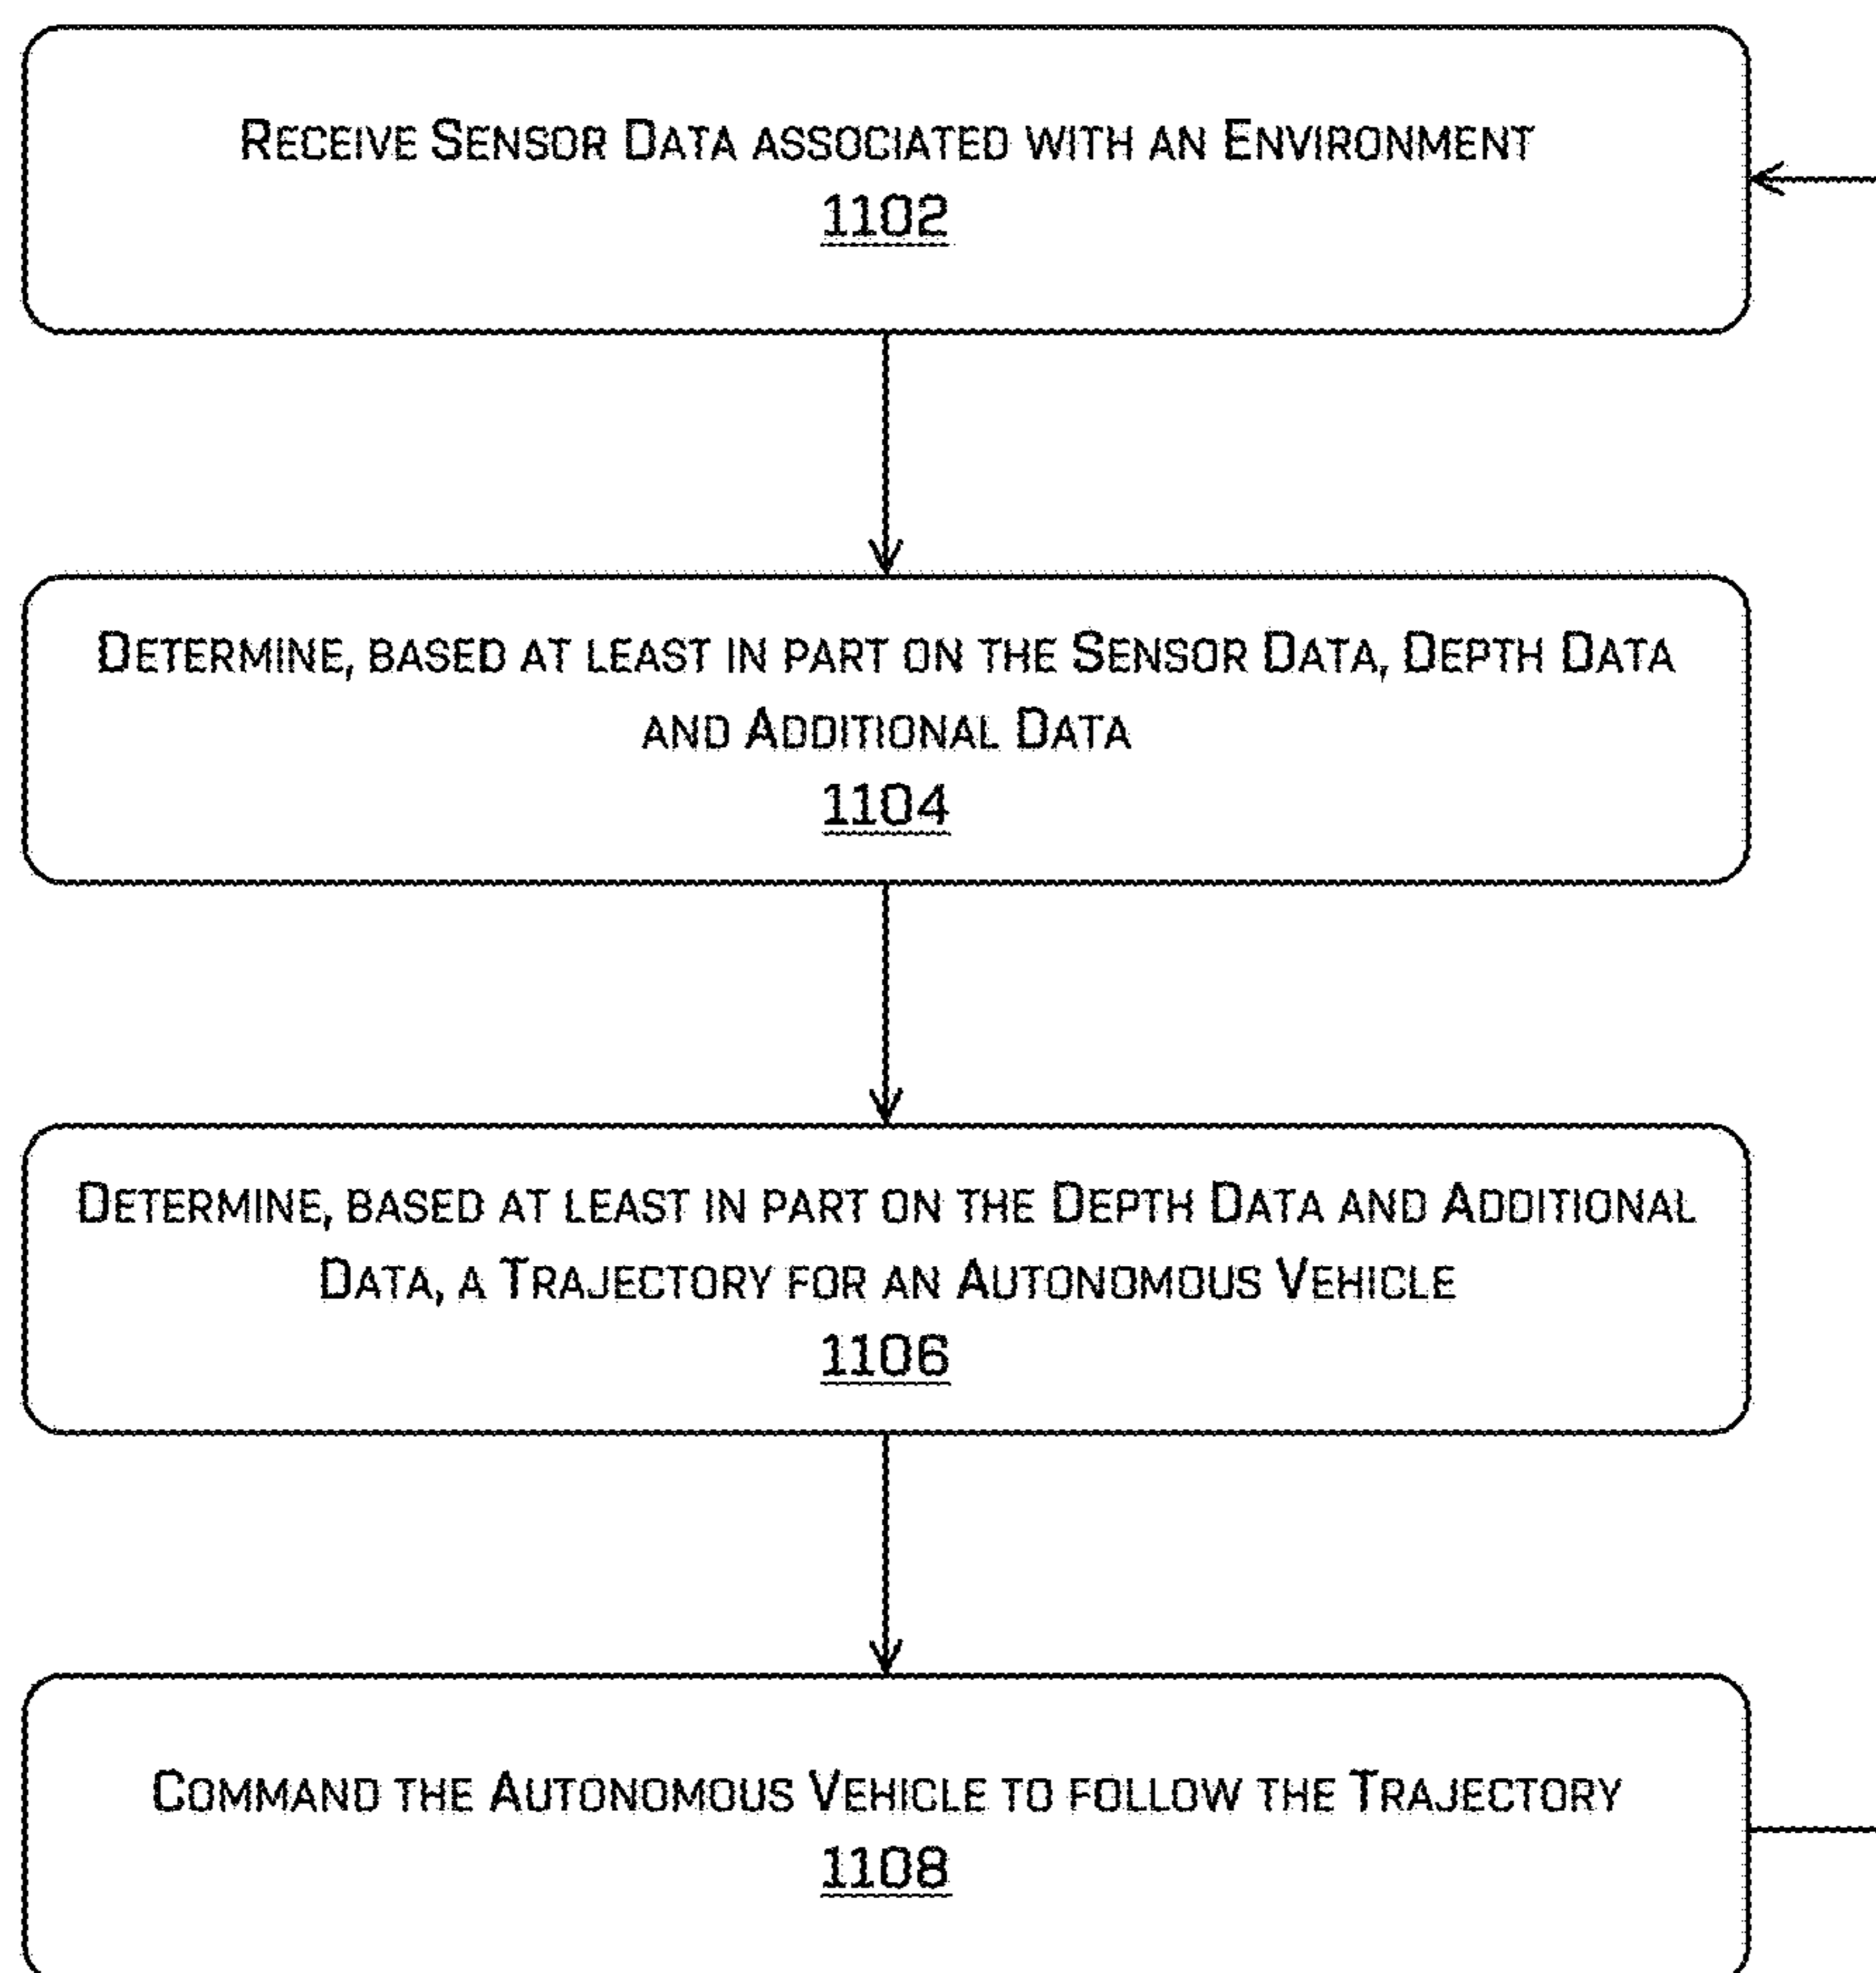 Receive Sensor Data associated with an Environment
1102
Determine, based at least in part on the Sensor Data, Depth Data
and Additional Data
1104
Determine, based at least in part on the Depth Data and Additional
Data, a Trajectory for an Autonomous Vehicle
1106
Command the Autonomous Vehicle to follow the Trajectory
1108